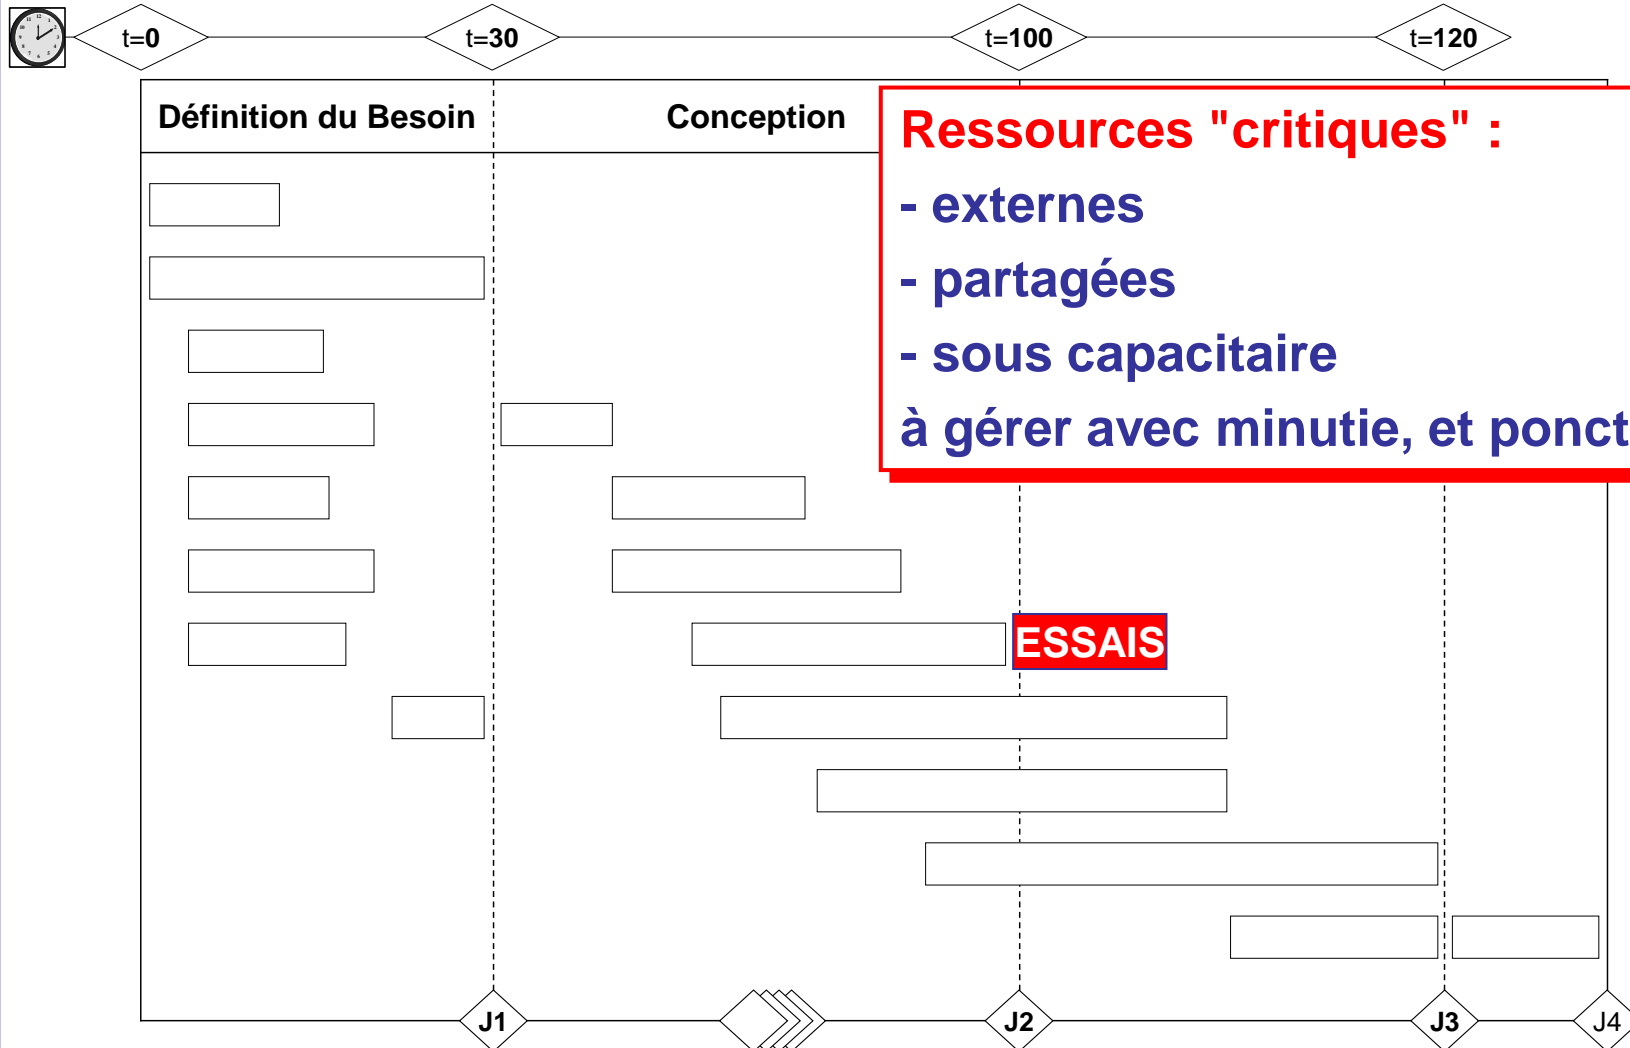 t=0
t=30
t=100
t=120
Définition du Besoin
Conception
Ressources "critiques" :
- externes
- partagées
- sous capacitaire
à gérer avec minutie, et ponct
ESSAIS
J1
J2
J3
J4